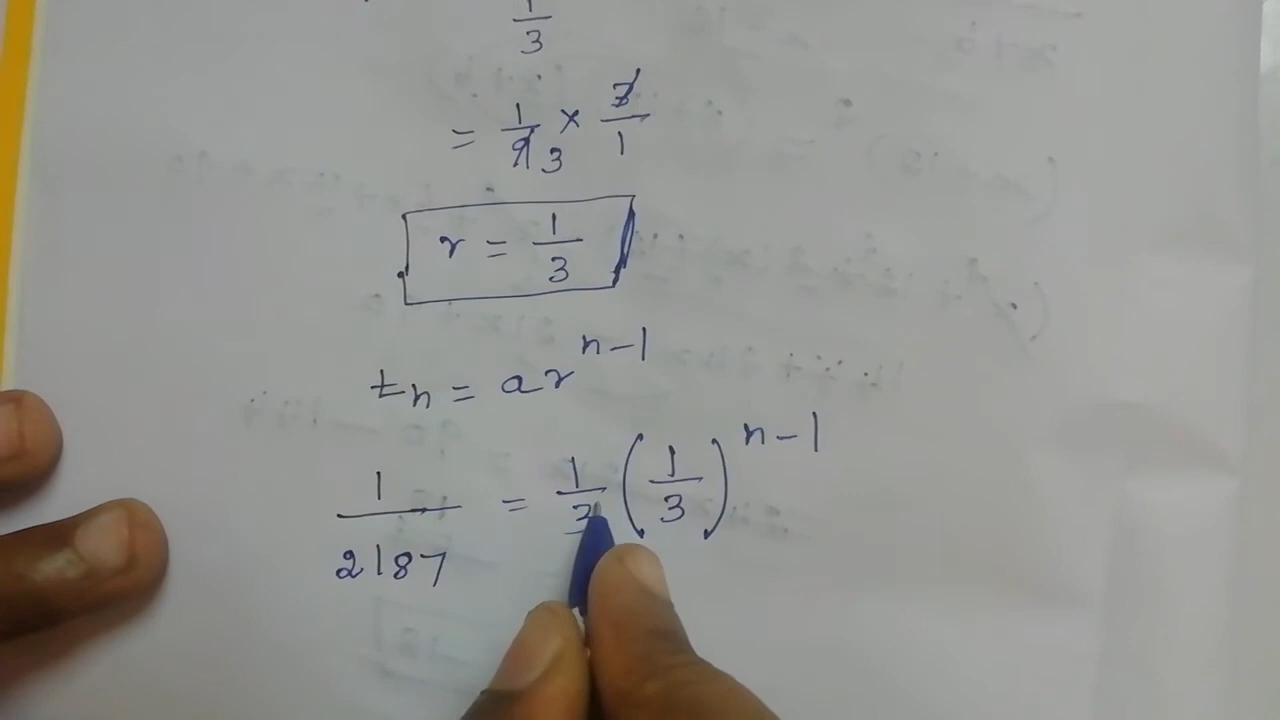 1/3
= 1/9 3 × 3/1
r = 1/3
tn = ar^n-1
1/2187 = 1/3 (1/3)^n-1